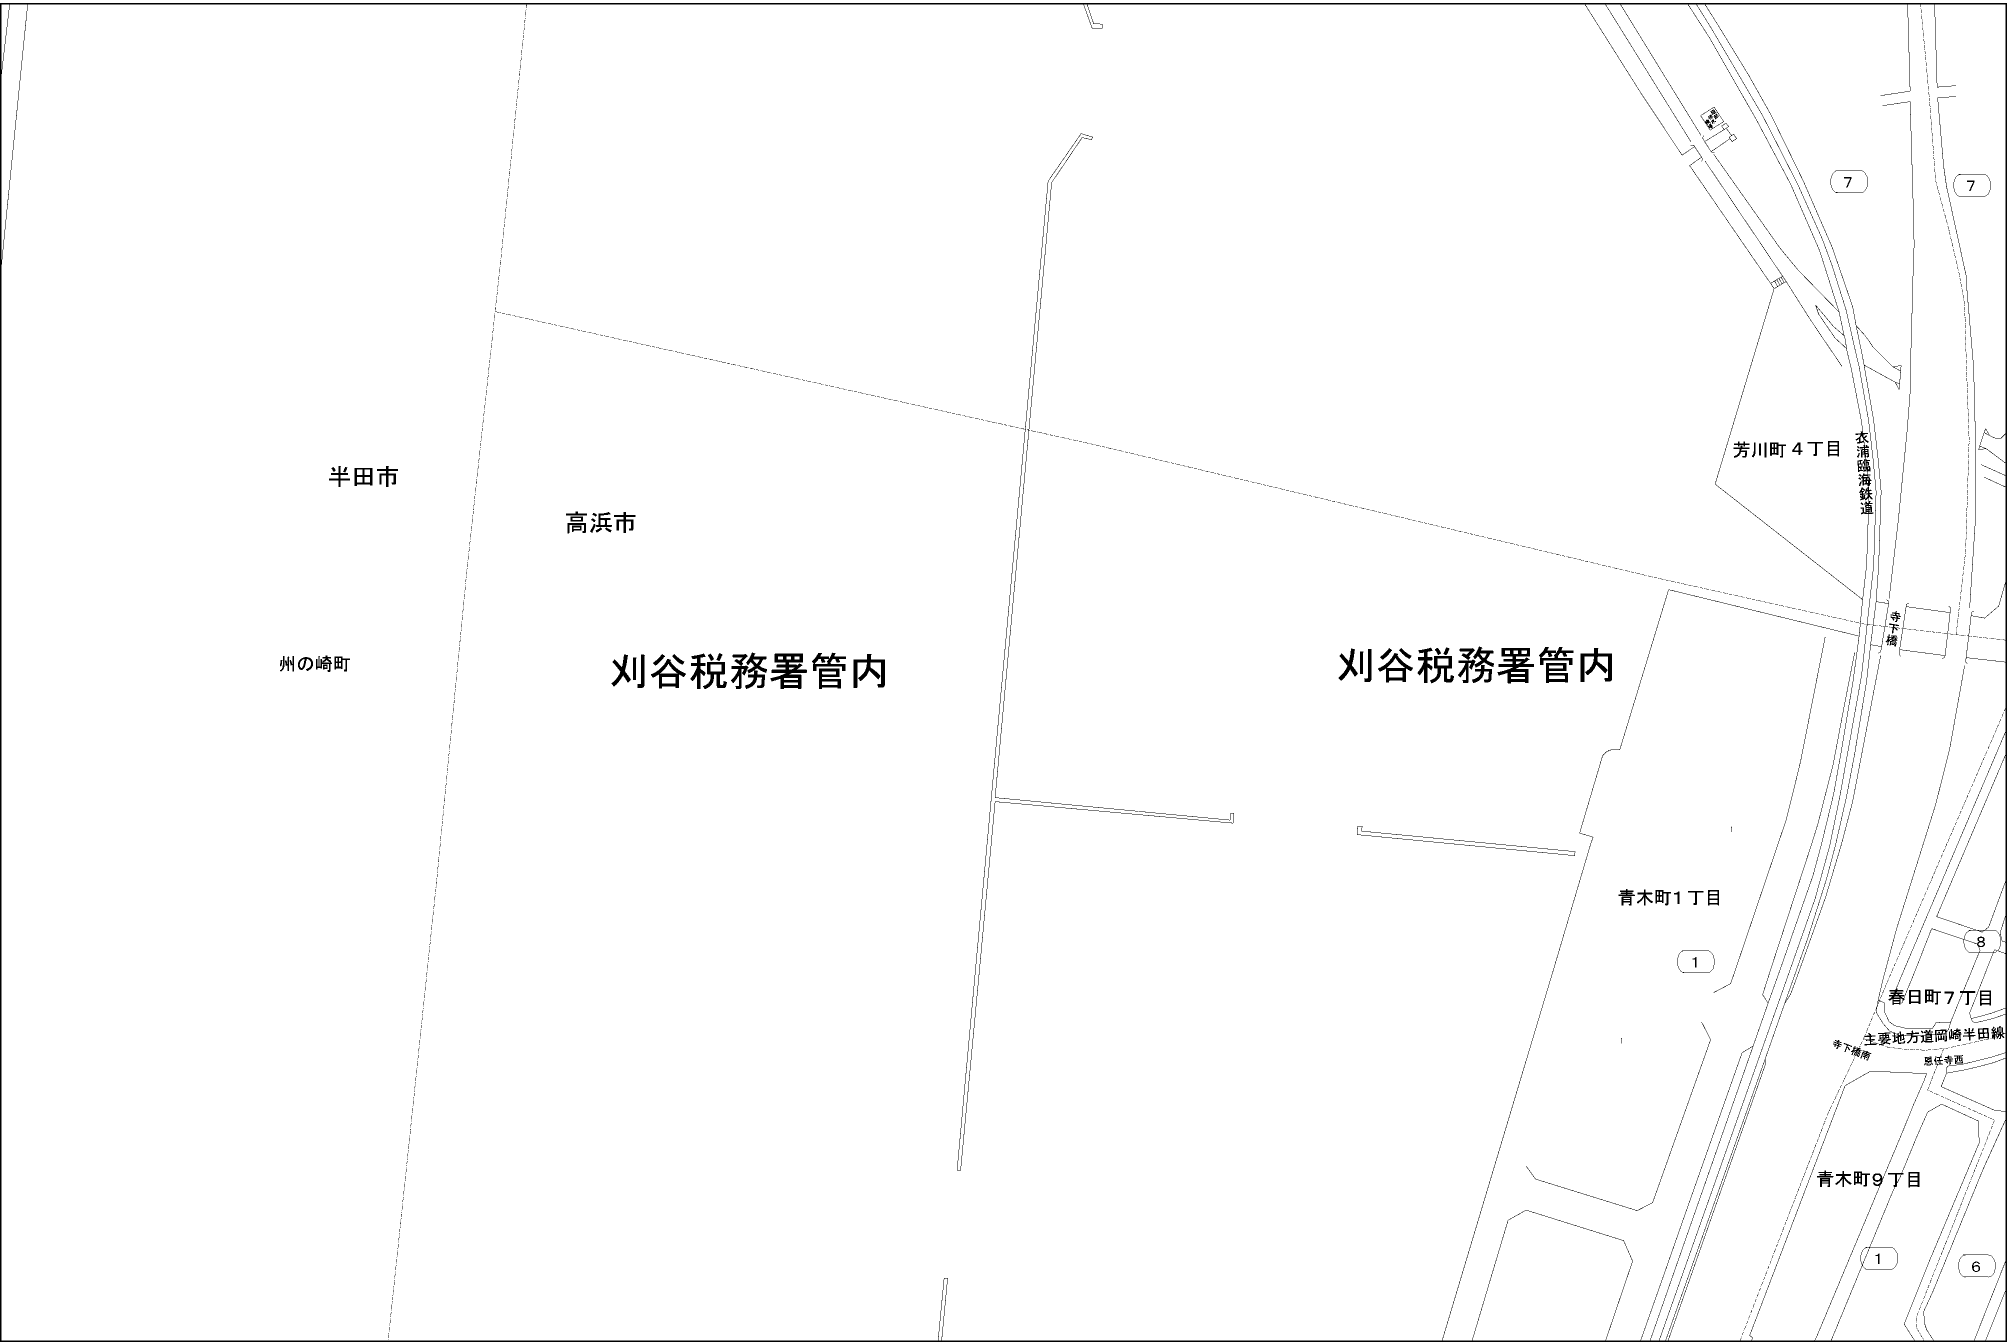 7
7
芳川町4丁目
衣浦臨海鉄道
半田市
高浜市
寺下橋
州の崎町
刈谷税務署管内
刈谷税務署管内
青木町1丁目
1
8
春日町7丁目
主要地方道岡崎半田線
寺下橋南
恩任寺西
青木町9丁目
1
6